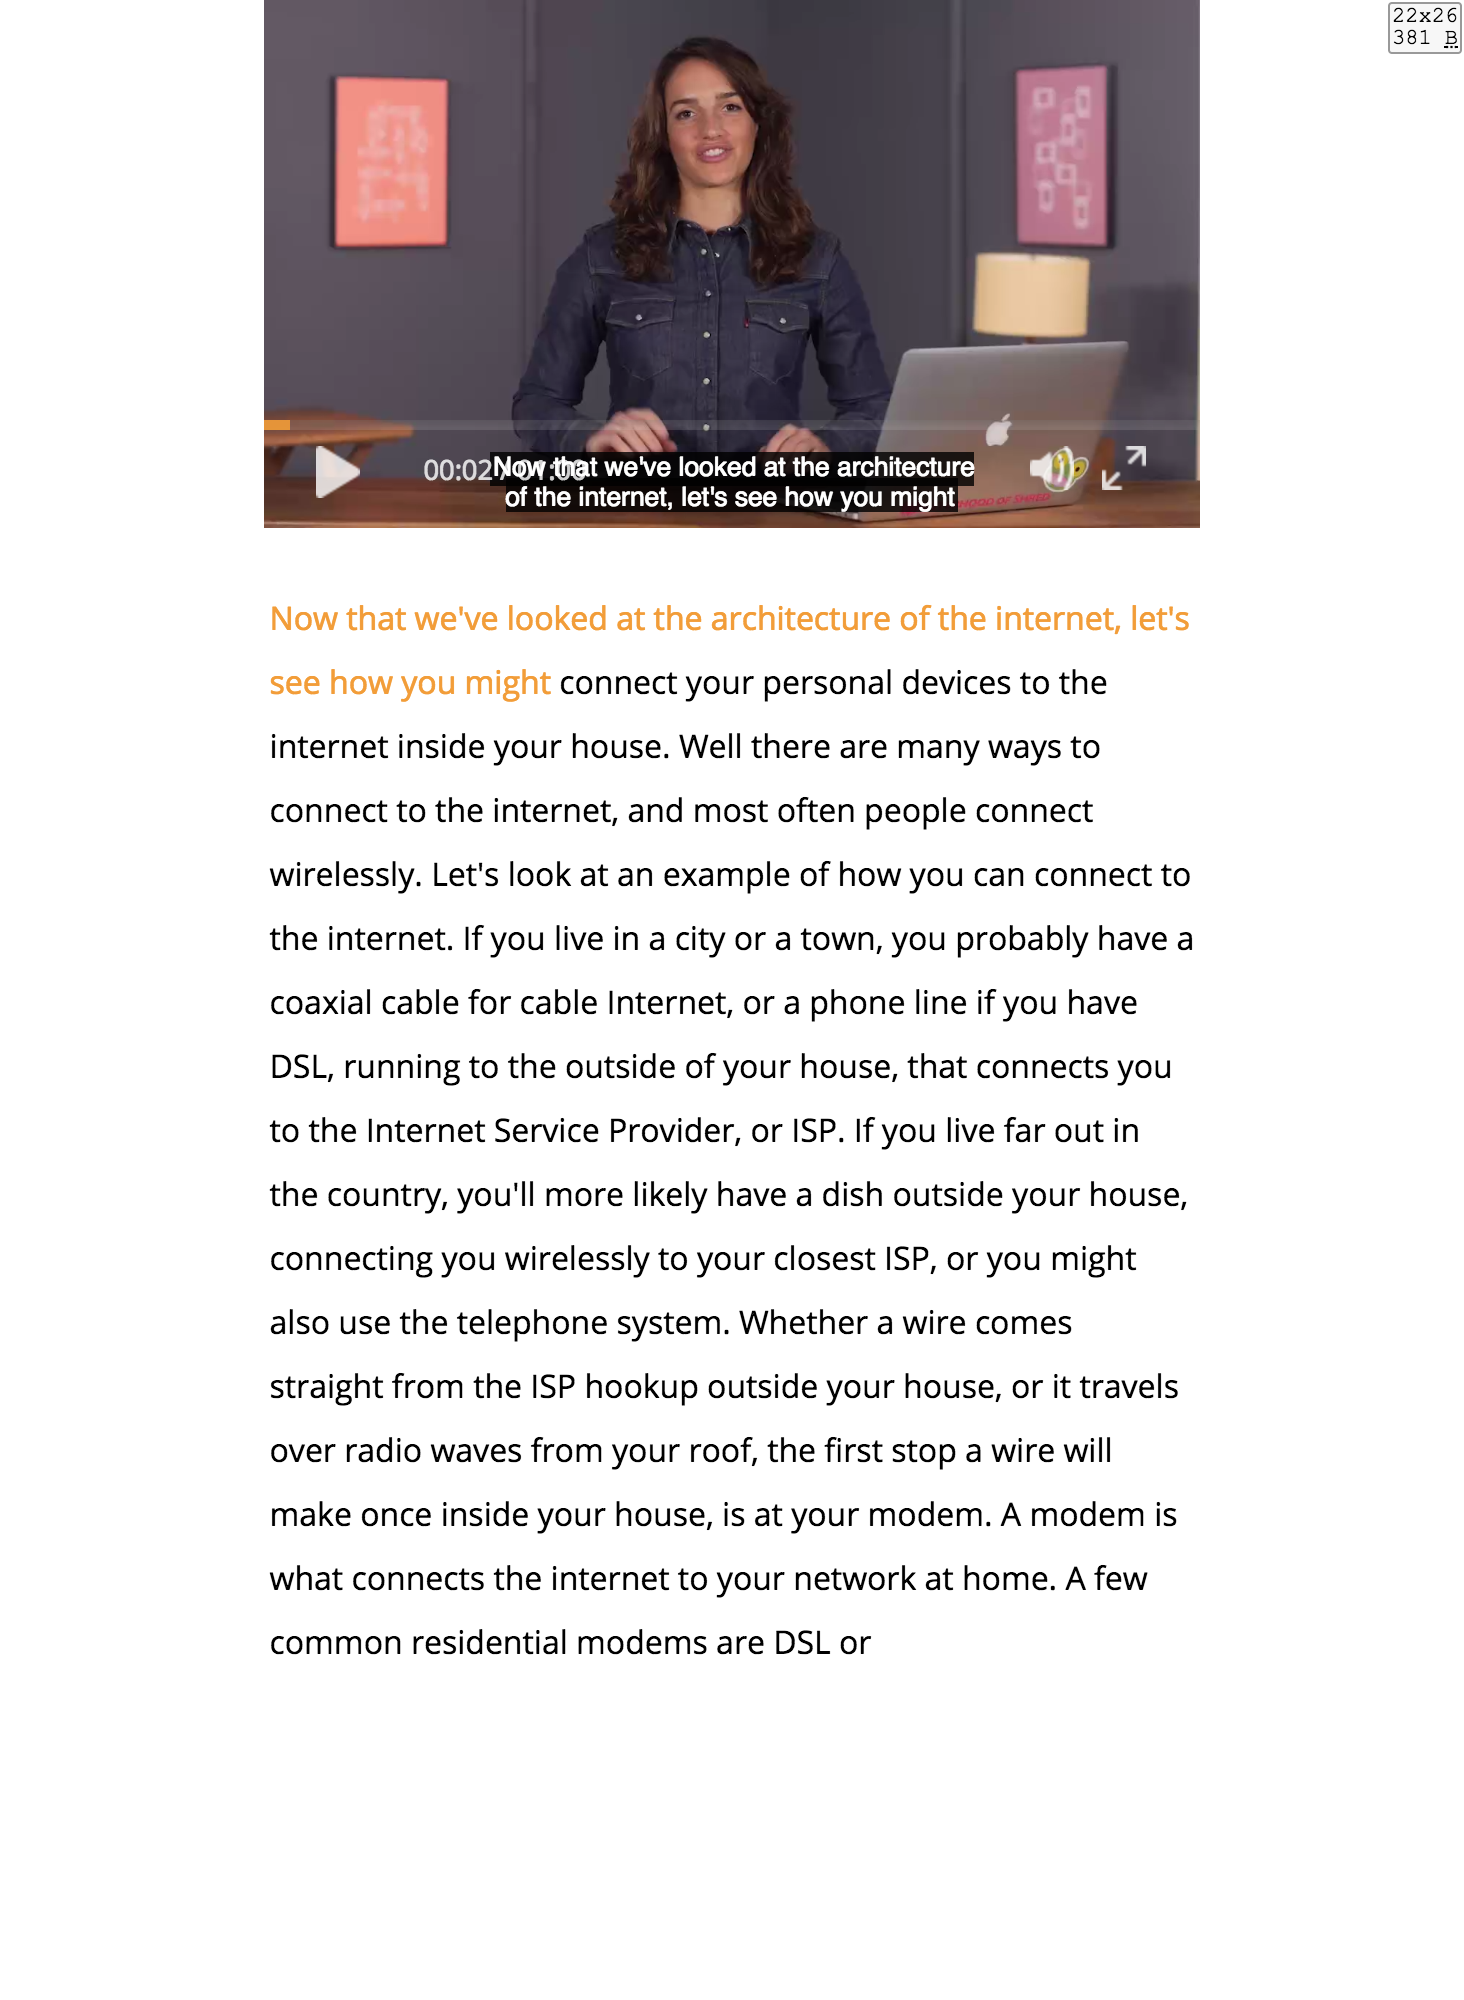 22x26
381 B
00:02 / 01:00
Now that we've looked at the architecture
of the internet, let's see how you might
HOOD OF SHRED
Now that we've looked at the architecture of the internet, let's
see how you might connect your personal devices to the
internet inside your house. Well there are many ways to
connect to the internet, and most often people connect
wirelessly. Let's look at an example of how you can connect to
the internet. If you live in a city or a town, you probably have a
coaxial cable for cable Internet, or a phone line if you have
DSL, running to the outside of your house, that connects you
to the Internet Service Provider, or ISP. If you live far out in
the country, you'll more likely have a dish outside your house,
connecting you wirelessly to your closest ISP, or you might
also use the telephone system. Whether a wire comes
straight from the ISP hookup outside your house, or it travels
over radio waves from your roof, the first stop a wire will
make once inside your house, is at your modem. A modem is
what connects the internet to your network at home. A few
common residential modems are DSL or